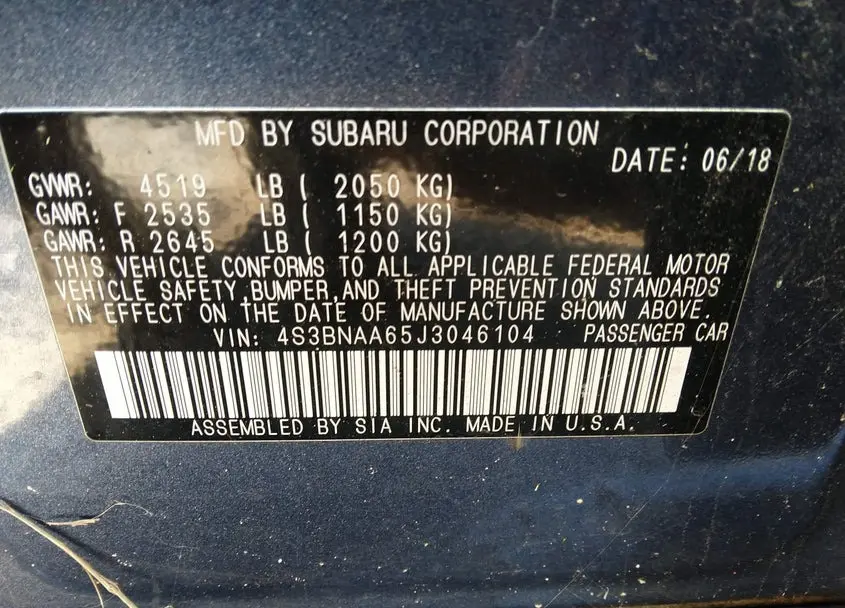 MFD BY SUBARU CORPORATION
DATE: 06/18
GVWR: 4519 LB ( 2050 KG)
GAWR: F 2535 LB ( 1150 KG)
GAWR: R 2645 LB ( 1200 KG)
THIS VEHICLE CONFORMS TO ALL APPLICABLE FEDERAL MOTOR
VEHICLE SAFETY,BUMPER,AND THEFT PREVENTION STANDARDS
IN EFFECT ON THE DATE OF MANUFACTURE SHOWN ABOVE.
VIN: 4S3BNAA65J3046104 PASSENGER CAR
ASSEMBLED BY SIA INC. MADE IN U.S.A.